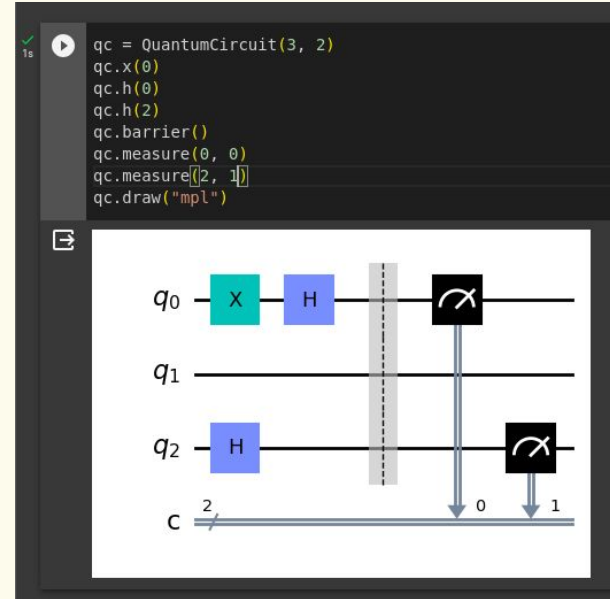 1s
qc = QuantumCircuit(3, 2)
qc.x(0)
qc.h(0)
qc.h(2)
qc.barrier()
qc.measure(0, 0)
qc.measure(2, 1)
qc.draw("mpl")
q₀ X H
q₁
q₂ H
2 0 1
c